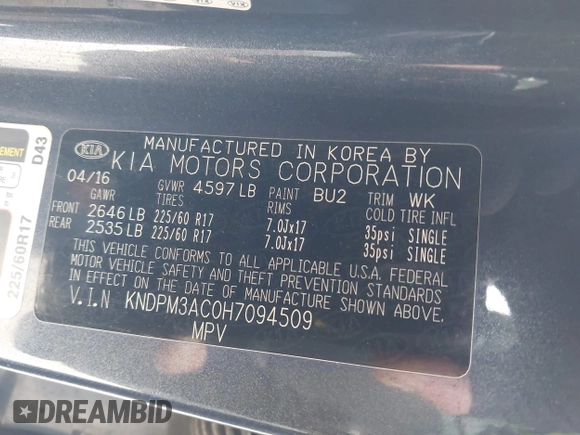 KIA
MANUFACTURED IN KOREA BY
KIA MOTORS CORPORATION
04/16 GVWR 4597 LB PAINT BU2 TRIM WK
GAWR TIRES RIMS COLD TIRE INFL
FRONT 2646 LB 225/60 R17 7.0Jx17 35psi SINGLE
REAR 2535 LB 225/60 R17 7.0Jx17 35psi SINGLE
THIS VEHICLE CONFORMS TO ALL APPLICABLE U.S.A. FEDERAL
MOTOR VEHICLE SAFETY AND THEFT PREVENTION STANDARDS
IN EFFECT ON THE DATE OF MANUFACTURE SHOWN ABOVE.
V.I.N KNDPM3AC0H7094509
MPV
EMENT
D43
225/60R17
DREAMBID